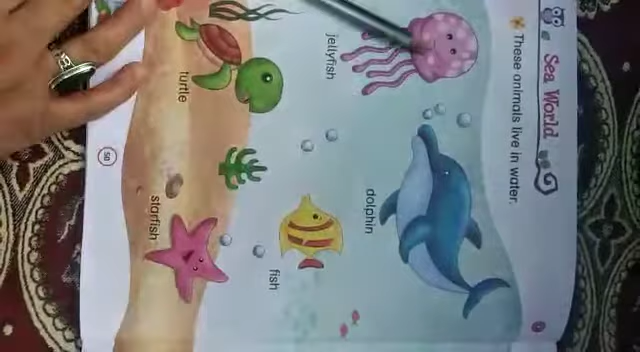 Sea World
These animals live in water.
jellyfish
dolphin
turtle
fish
starfish
50